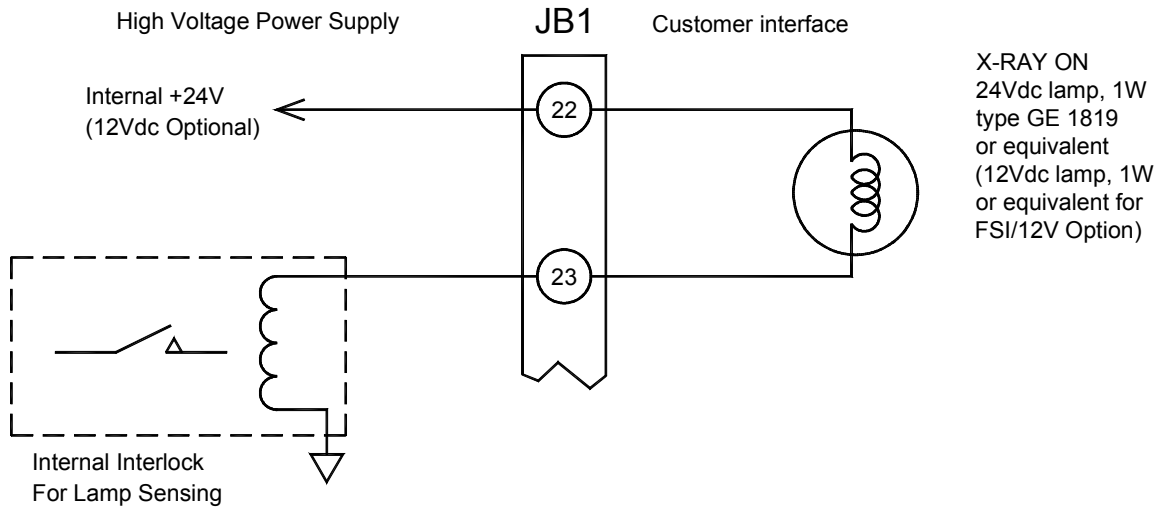 High Voltage Power Supply
JB1
Customer interface
Internal +24V
(12Vdc Optional)
22
X-RAY ON
24Vdc lamp, 1W
type GE 1819
or equivalent
(12Vdc lamp, 1W
or equivalent for
FSI/12V Option)
23
Internal Interlock
For Lamp Sensing